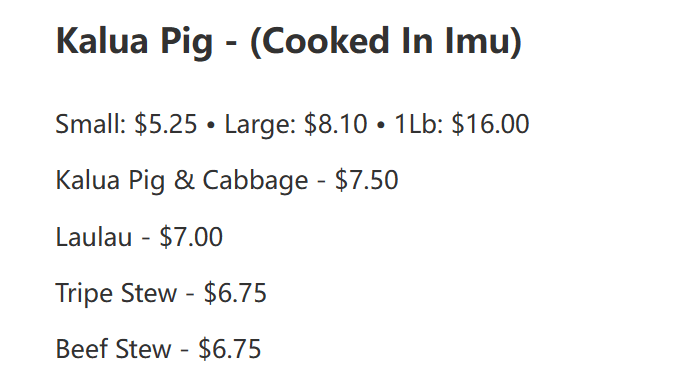 Kalua Pig - (Cooked In Imu)
Small: $5.25 • Large: $8.10 • 1Lb: $16.00
Kalua Pig & Cabbage - $7.50
Laulau - $7.00
Tripe Stew - $6.75
Beef Stew - $6.75